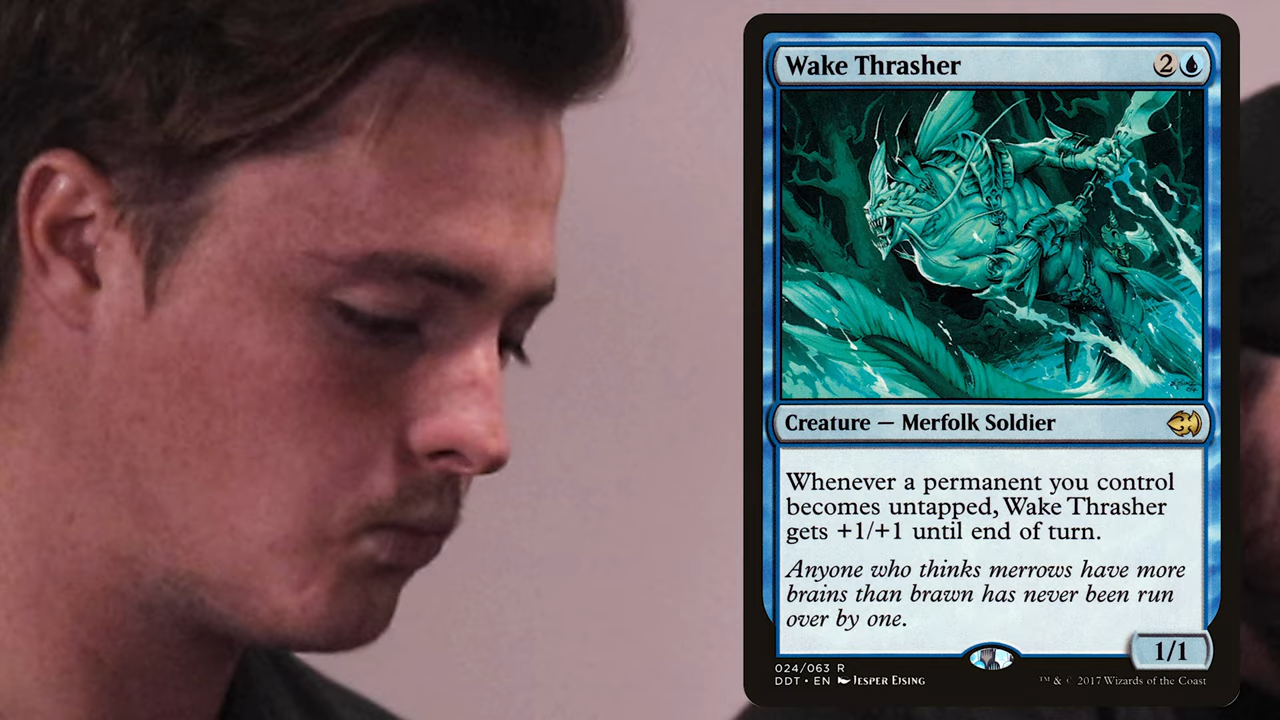 Wake Thrasher 2
Creature — Merfolk Soldier
Whenever a permanent you control
becomes untapped, Wake Thrasher
gets +1/+1 until end of turn.
Anyone who thinks merrows have more
brains than brawn has never been run
over by one.
1/1
024/063 R
DDT • EN Jesper Eising
™ & © 2017 Wizards of the Coast